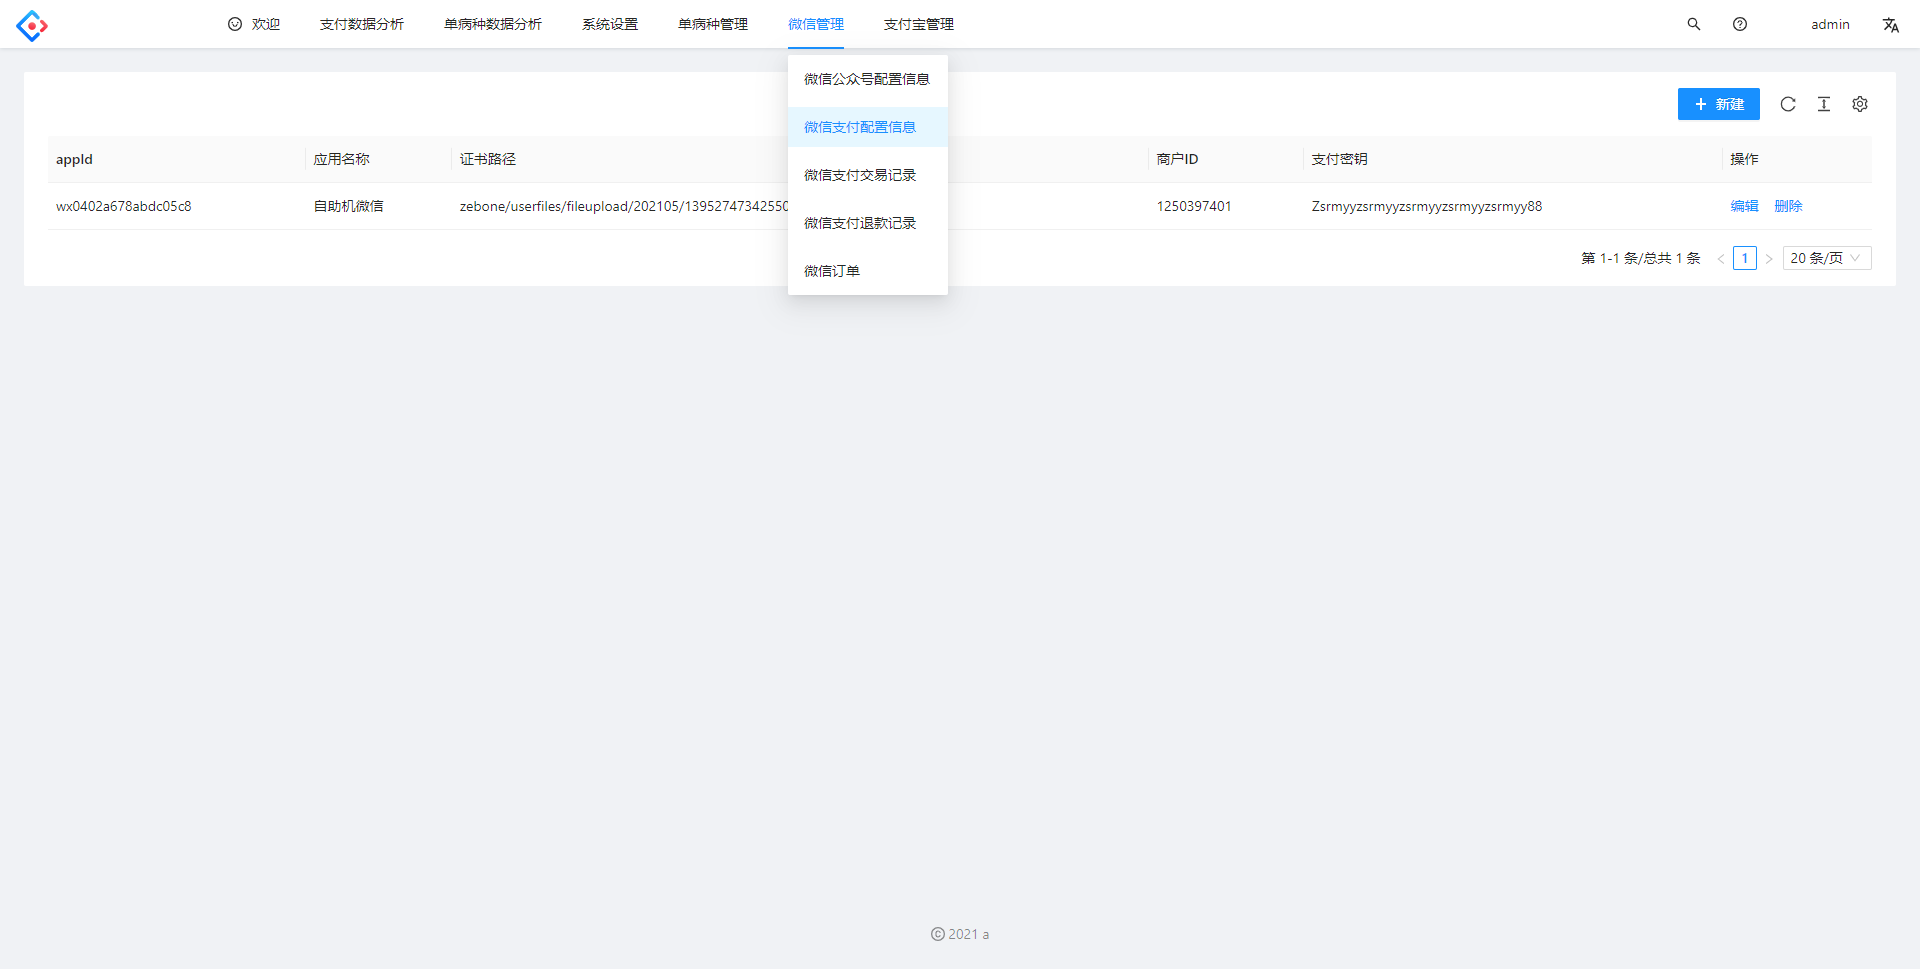 欢迎 支付数据分析 单病种数据分析 系统设置 单病种管理 微信管理 支付宝管理 admin
微信公众号配置信息
新建
微信支付配置信息
appId 应用名称 证书路径 商户ID 支付密钥 操作
微信支付交易记录
wx0402a678abdc05c8 自助机微信 zebone/userfiles/fileupload/202105/13952747342550 1250397401 Zsrmyyzsrmyyzsrmyyzsrmyyzsrmyy88 编辑 删除
微信支付退款记录
第 1-1 条/总共 1 条 < 1 > 20 条/页
微信订单
© 2021 a